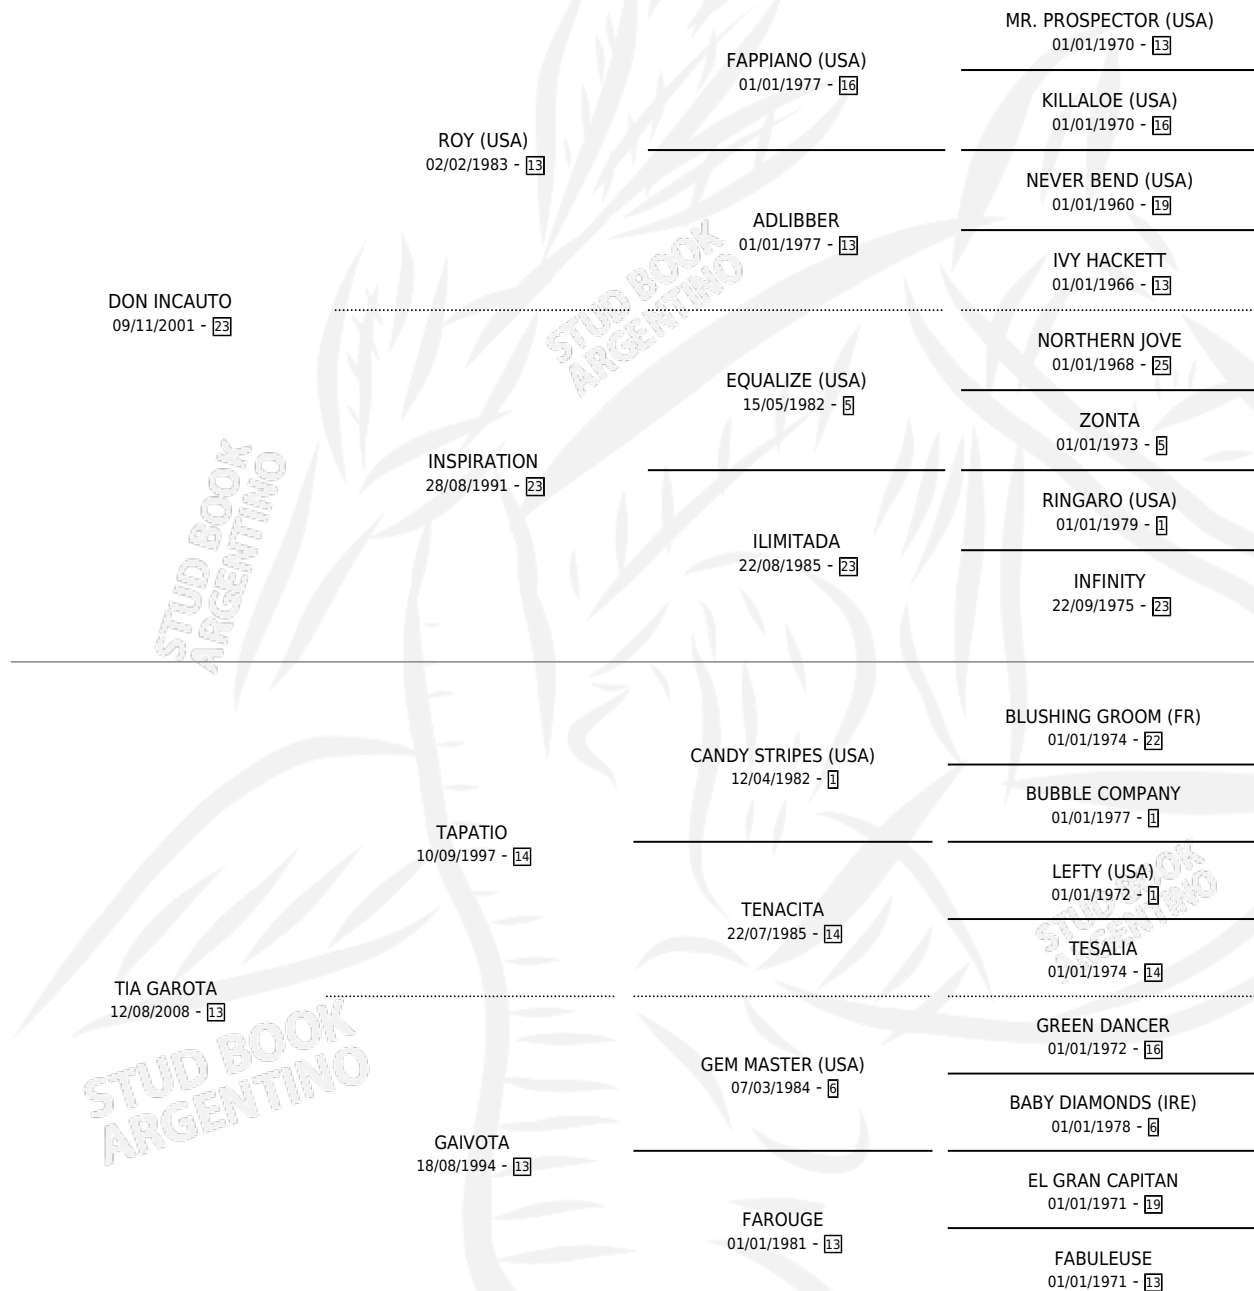 MR. PROSPECTOR (USA)
01/01/1970 - 13
FAPPIANO (USA)
01/01/1977 - 16
KILLALOE (USA)
01/01/1970 - 16
ROY (USA)
02/02/1983 - 13
NEVER BEND (USA)
01/01/1960 - 19
ADLIBBER
01/01/1977 - 13
IVY HACKETT
01/01/1966 - 13
DON INCAUTO
09/11/2001 - 23
NORTHERN JOVE
01/01/1968 - 25
EQUALIZE (USA)
15/05/1982 - 5
ZONTA
01/01/1973 - 5
INSPIRATION
28/08/1991 - 23
RINGARO (USA)
01/01/1979 - 1
ILIMITADA
22/08/1985 - 23
INFINITY
22/09/1975 - 23
STUD BOOK
ARGENTINO
STUD BOOK
ARGENTINO
BLUSHING GROOM (FR)
01/01/1974 - 22
CANDY STRIPES (USA)
12/04/1982 - 1
BUBBLE COMPANY
01/01/1977 - 1
TAPATIO
10/09/1997 - 14
LEFTY (USA)
01/01/1972 - 1
TENACITA
22/07/1985 - 14
TESALIA
01/01/1974 - 14
TIA GAROTA
12/08/2008 - 13
GREEN DANCER
01/01/1972 - 16
GEM MASTER (USA)
07/03/1984 - 6
BABY DIAMONDS (IRE)
01/01/1978 - 6
GAIVOTA
18/08/1994 - 13
EL GRAN CAPITAN
01/01/1971 - 19
FAROUGE
01/01/1981 - 13
FABULEUSE
01/01/1971 - 13
STUD BOOK
ARGENTINO
STUD BOOK
ARGENTINO